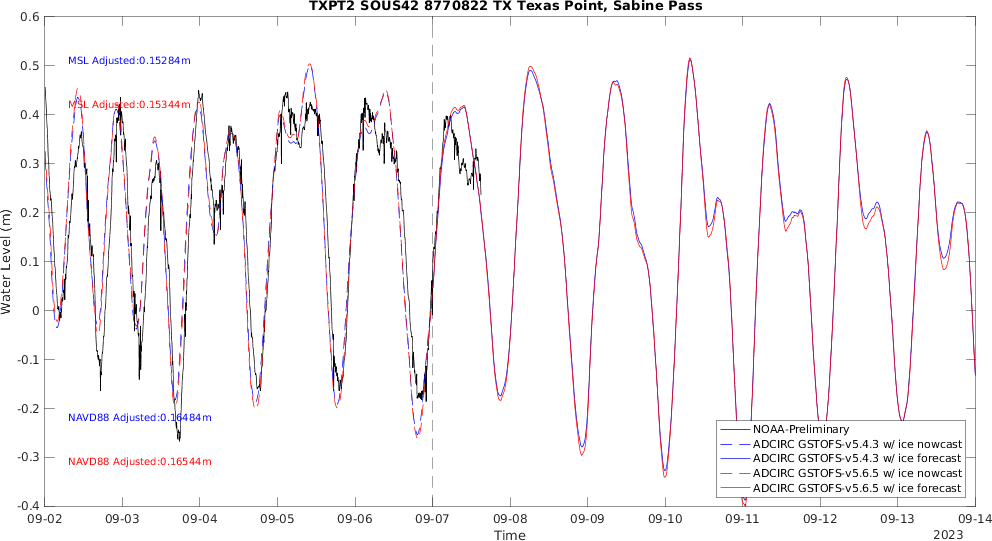 TXPT2 SOUS42 8770822 TX Texas Point, Sabine Pass
0.6
0.5
0.4
0.3
0.2
0.1
0
-0.1
-0.2
-0.3
-0.4
Water Level (m)
MSL Adjusted:0.15284m
MSL Adjusted:0.15344m
NAVD88 Adjusted:0.16484m
NAVD88 Adjusted:0.16544m
NOAA-Preliminary
ADCIRC GSTOFS-v5.4.3 w/ ice nowcast
ADCIRC GSTOFS-v5.4.3 w/ ice forecast
ADCIRC GSTOFS-v5.6.5 w/ ice nowcast
ADCIRC GSTOFS-v5.6.5 w/ ice forecast
09-02 09-03 09-04 09-05 09-06 09-07 09-08 09-09 09-10 09-11 09-12 09-13 09-14
Time
2023